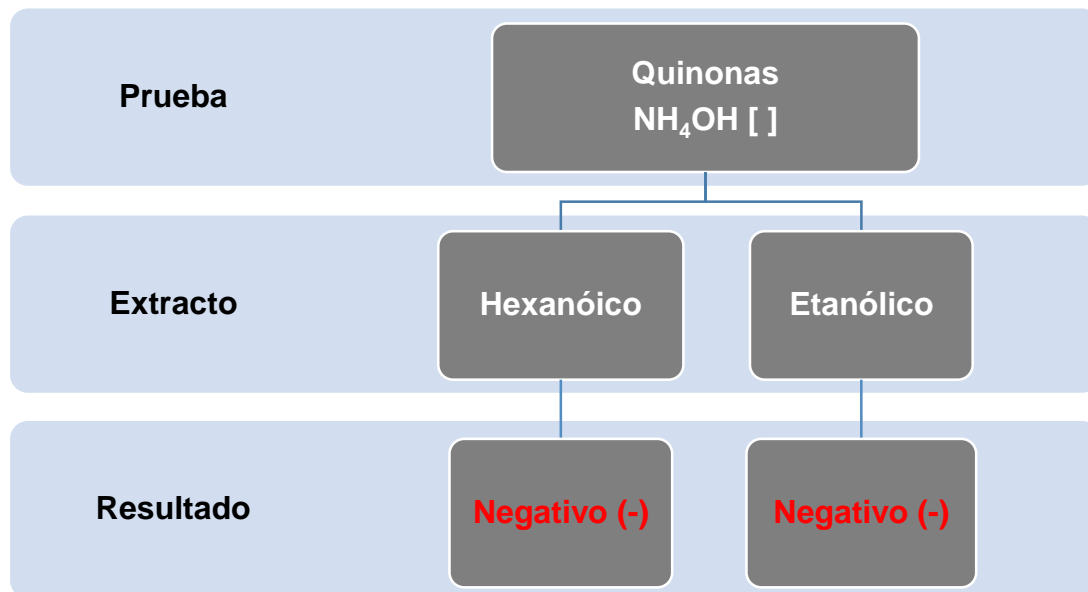 Prueba
Quinonas
NH₄OH [ ]
Extracto
Hexanóico
Etanólico
Resultado
Negativo (-)
Negativo (-)